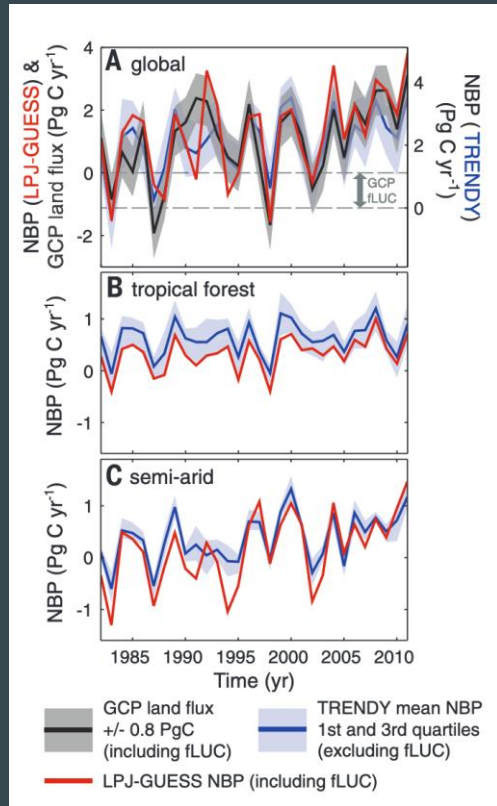 NBP (LPJ-GUESS) &
GCP land flux (Pg C yr-1)
4
2
0
-2
A global
GCP
fLUC
4
2
0
NBP (TRENDY)
(Pg C yr-1)
B tropical forest
NBP (Pg C yr-1)
1
0
-1
C semi-arid
NBP (Pg C yr-1)
1
0
-1
1985 1990 1995 2000 2005 2010
Time (yr)
GCP land flux
+/- 0.8 PgC
(including fLUC)
TRENDY mean NBP
1st and 3rd quartiles
(excluding fLUC)
LPJ-GUESS NBP (including fLUC)